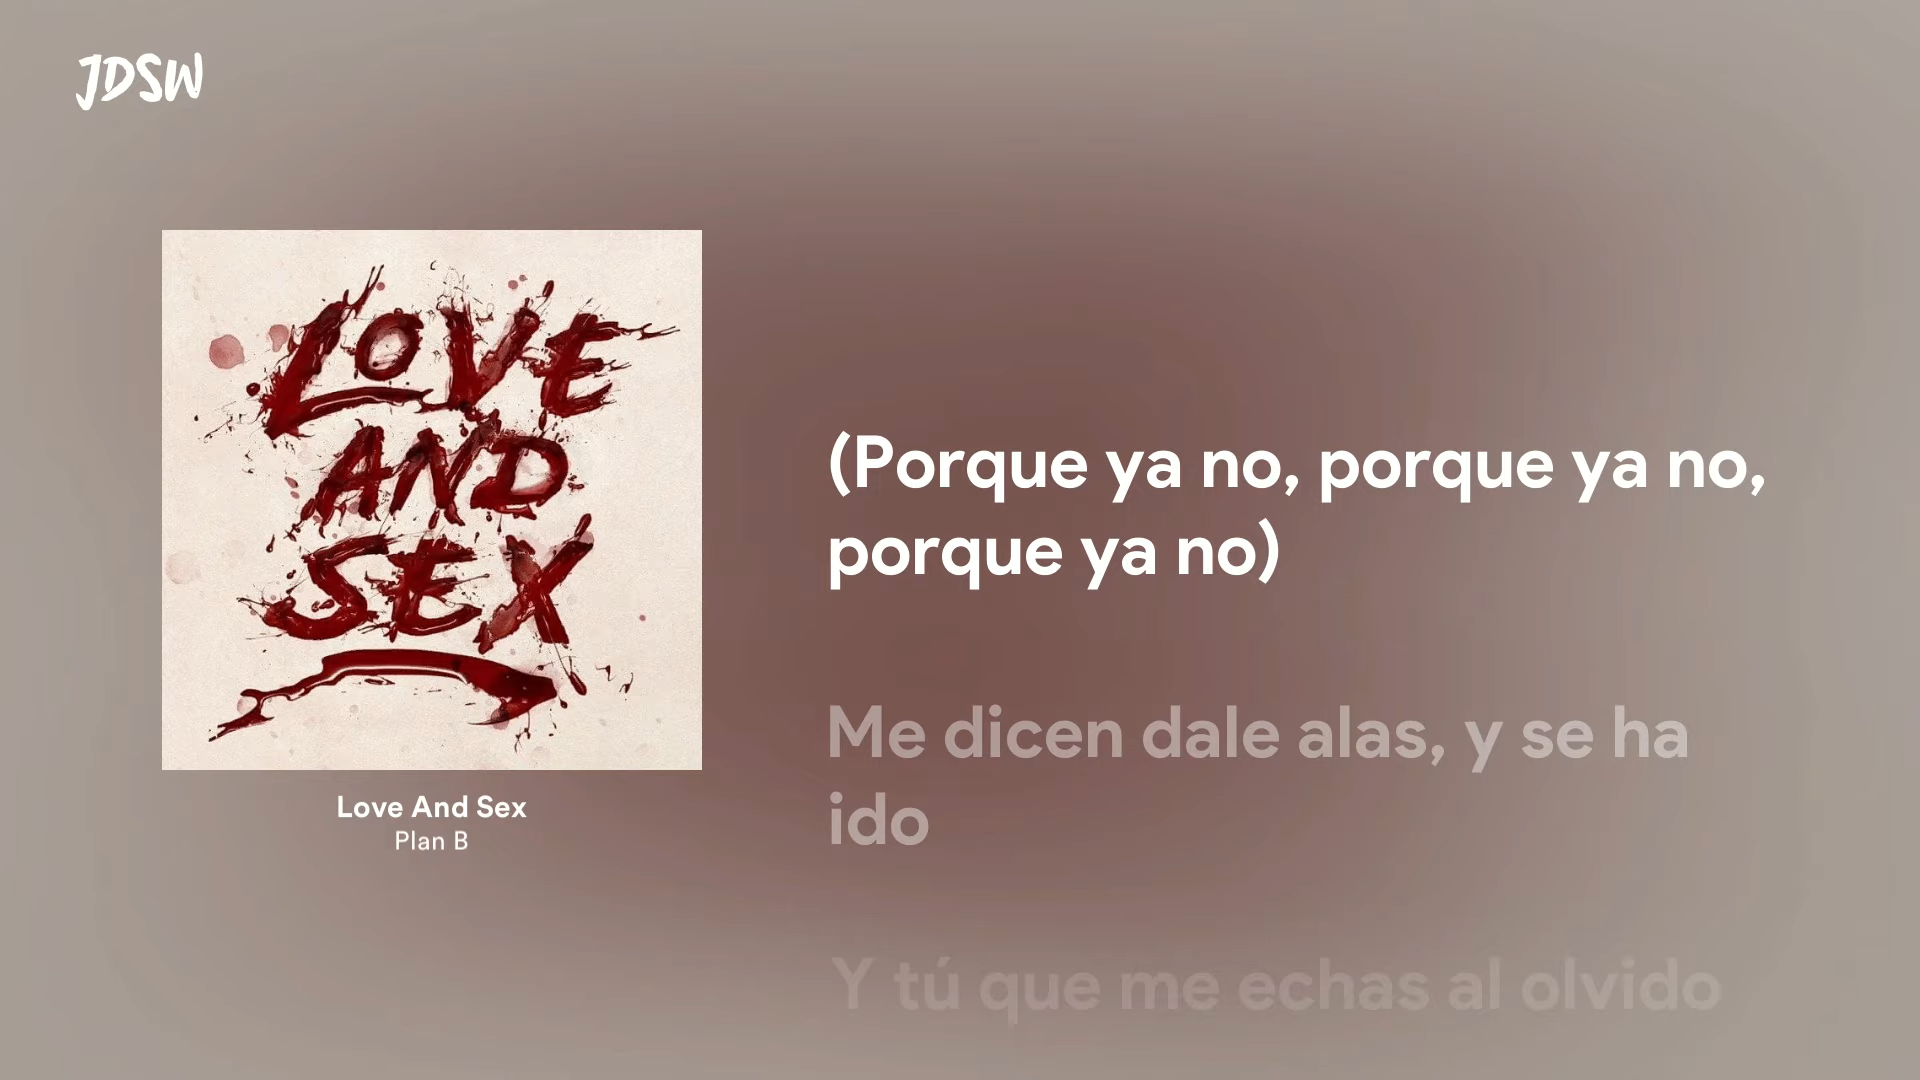 JDSW
LOVE
AND
SEX
Love And Sex
Plan B
(Porque ya no, porque ya no,
porque ya no)
Me dicen dale alas, y se ha
ido
Y tú que me echas al olvido